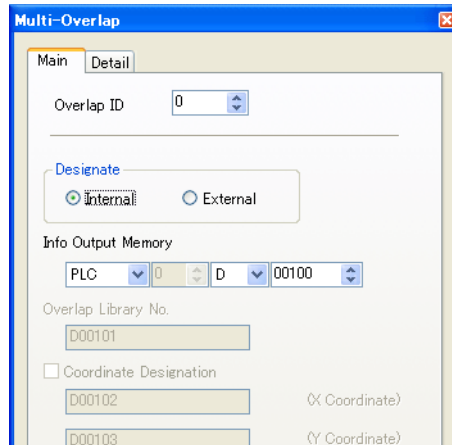 Multi-Overlap
Main Detail
Overlap ID 0
Designate
Internal External
Info Output Memory
PLC 0 D 00100
Overlap Library No.
D00101
Coordinate Designation
D00102 (X Coordinate)
D00103 (Y Coordinate)